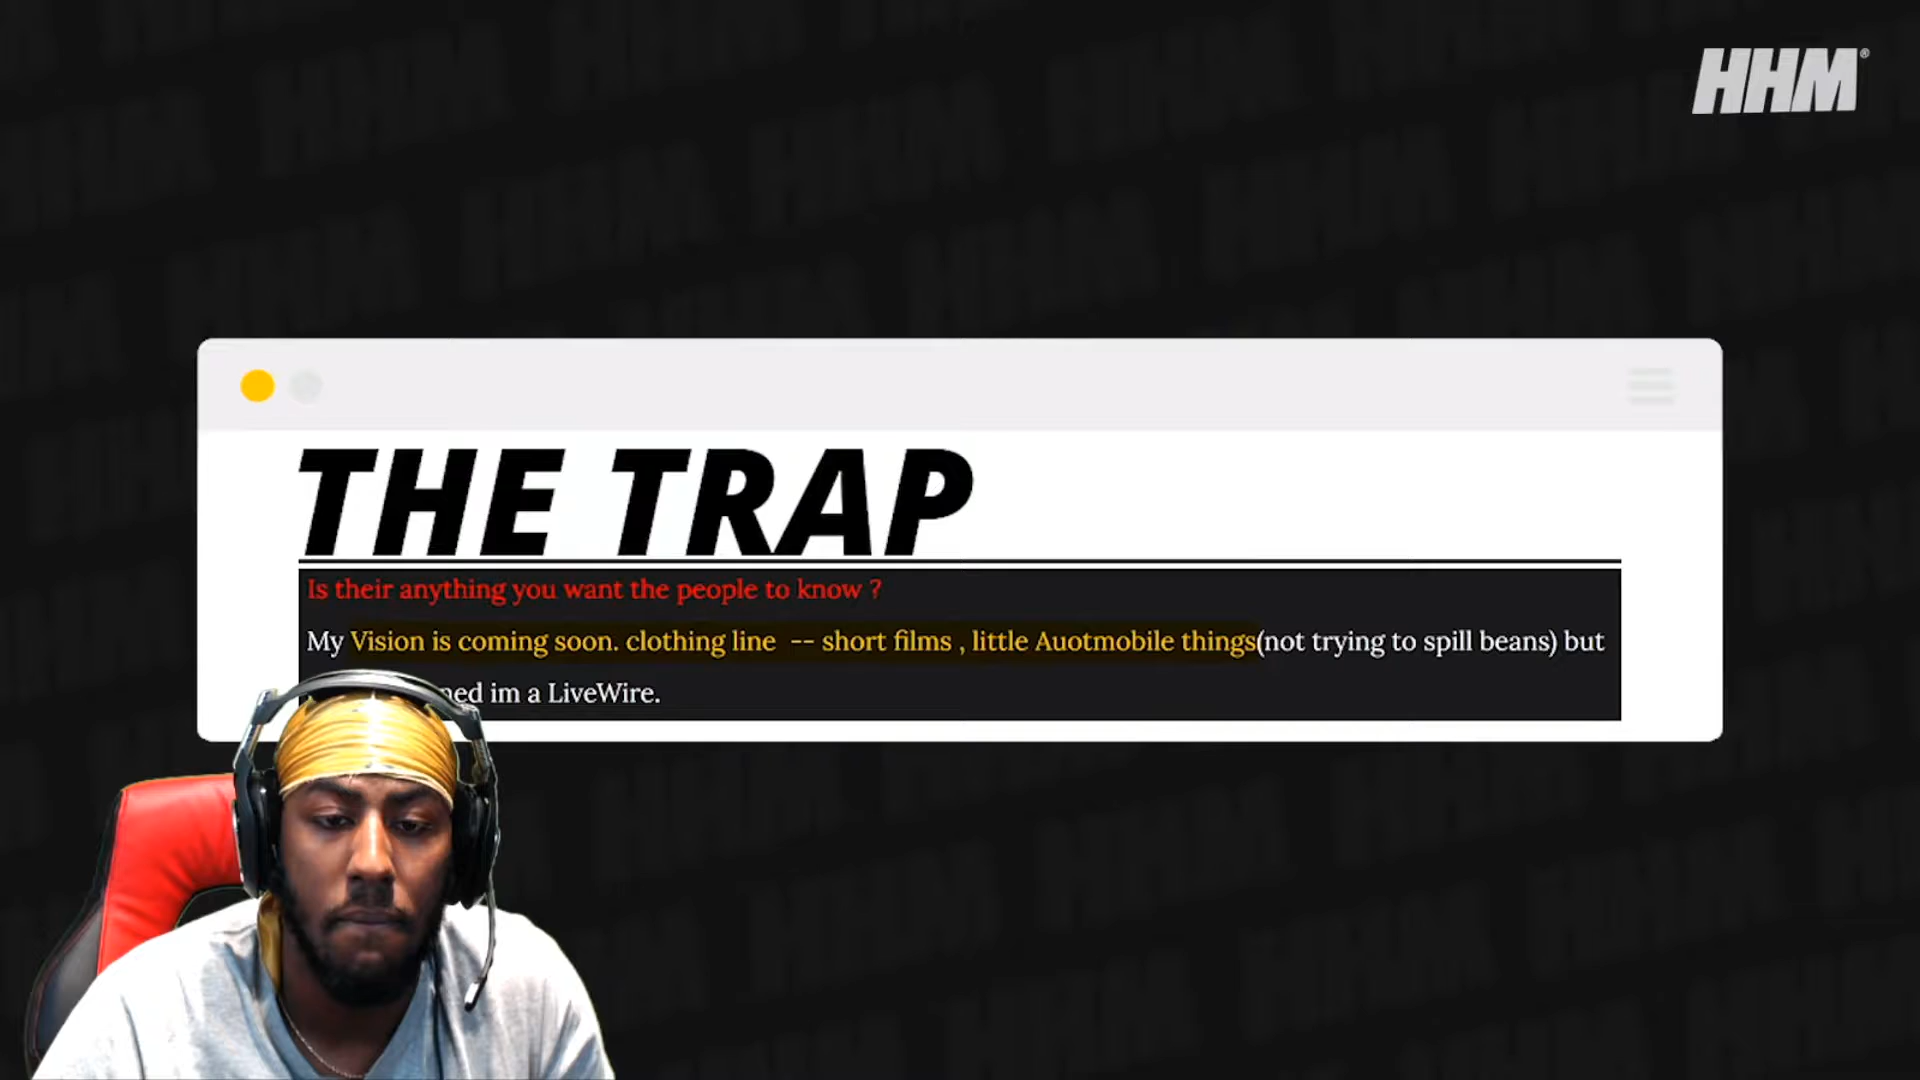 HHM®
THE TRAP
Is their anything you want the people to know ?
My Vision is coming soon. clothing line -- short films , little Auotmobile things(not trying to spill beans) but
im a LiveWire.